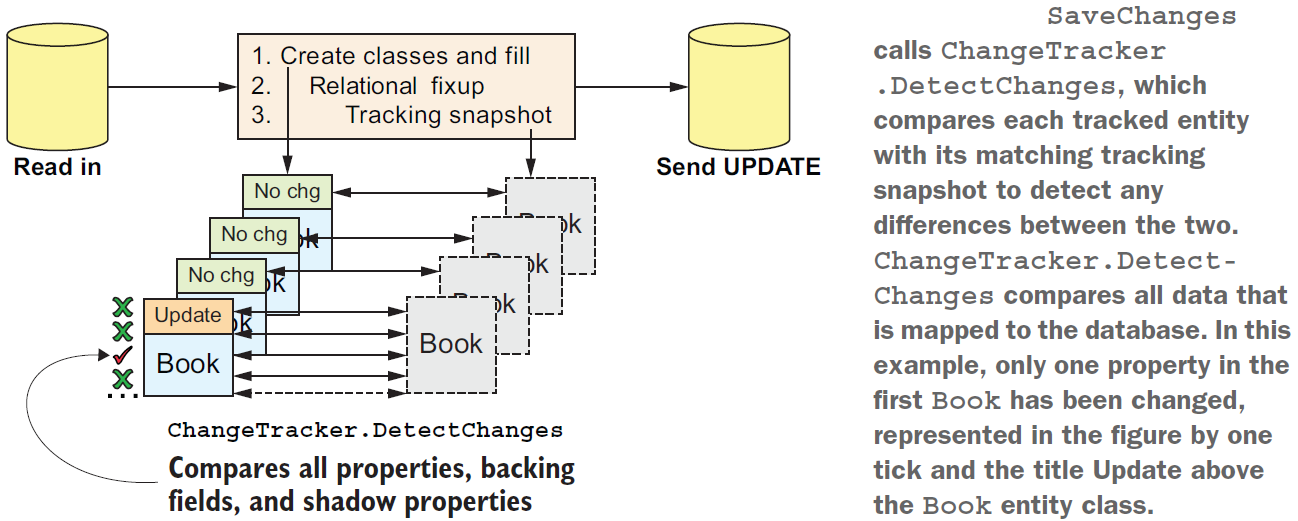 1. Create classes and fill
2. Relational fixup
3. Tracking snapshot
Read in
Send UPDATE
No chg
Book
No chg
Book
No chg
Book
Update
Book
Book
Book
Book
Book
...
ChangeTracker.DetectChanges
Compares all properties, backing
fields, and shadow properties
SaveChanges
calls ChangeTracker
.DetectChanges, which
compares each tracked entity
with its matching tracking
snapshot to detect any
differences between the two.
ChangeTracker.Detect-
Changes compares all data that
is mapped to the database. In this
example, only one property in the
first Book has been changed,
represented in the figure by one
tick and the title Update above
the Book entity class.